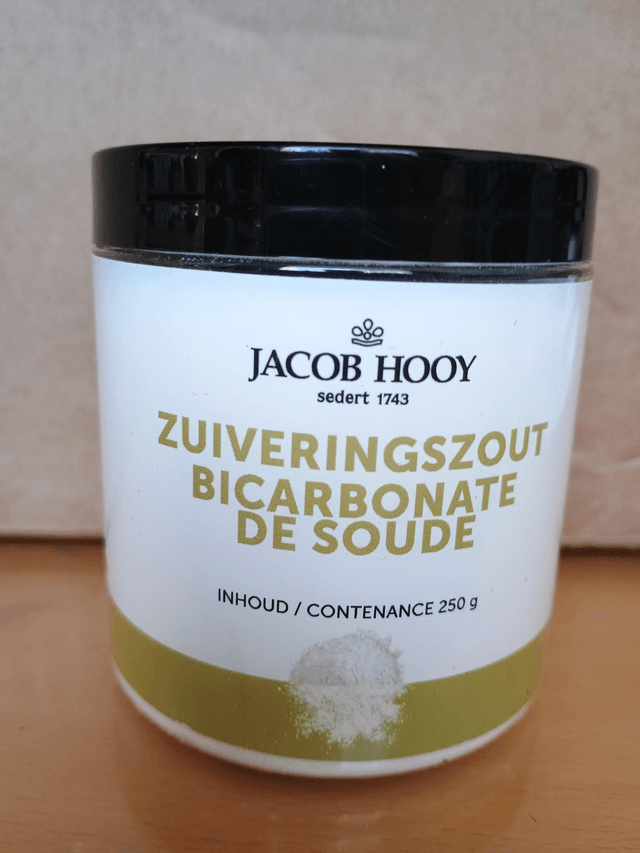 JACOB HOOY
sedert 1743
ZUIVERINGSZOUT
BICARBONATE
DE SOUDE
INHOUD / CONTENANCE 250 g